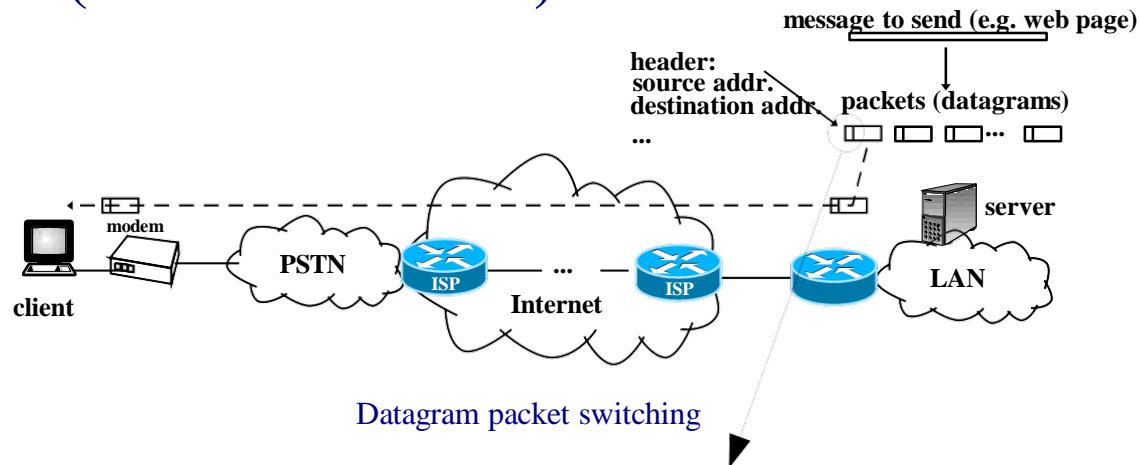 message to send (e.g. web page)
header:
source addr.
destination addr.
packets (datagrams)
...
...
modem
server
PSTN
ISP
...
ISP
LAN
client
Internet
Datagram packet switching